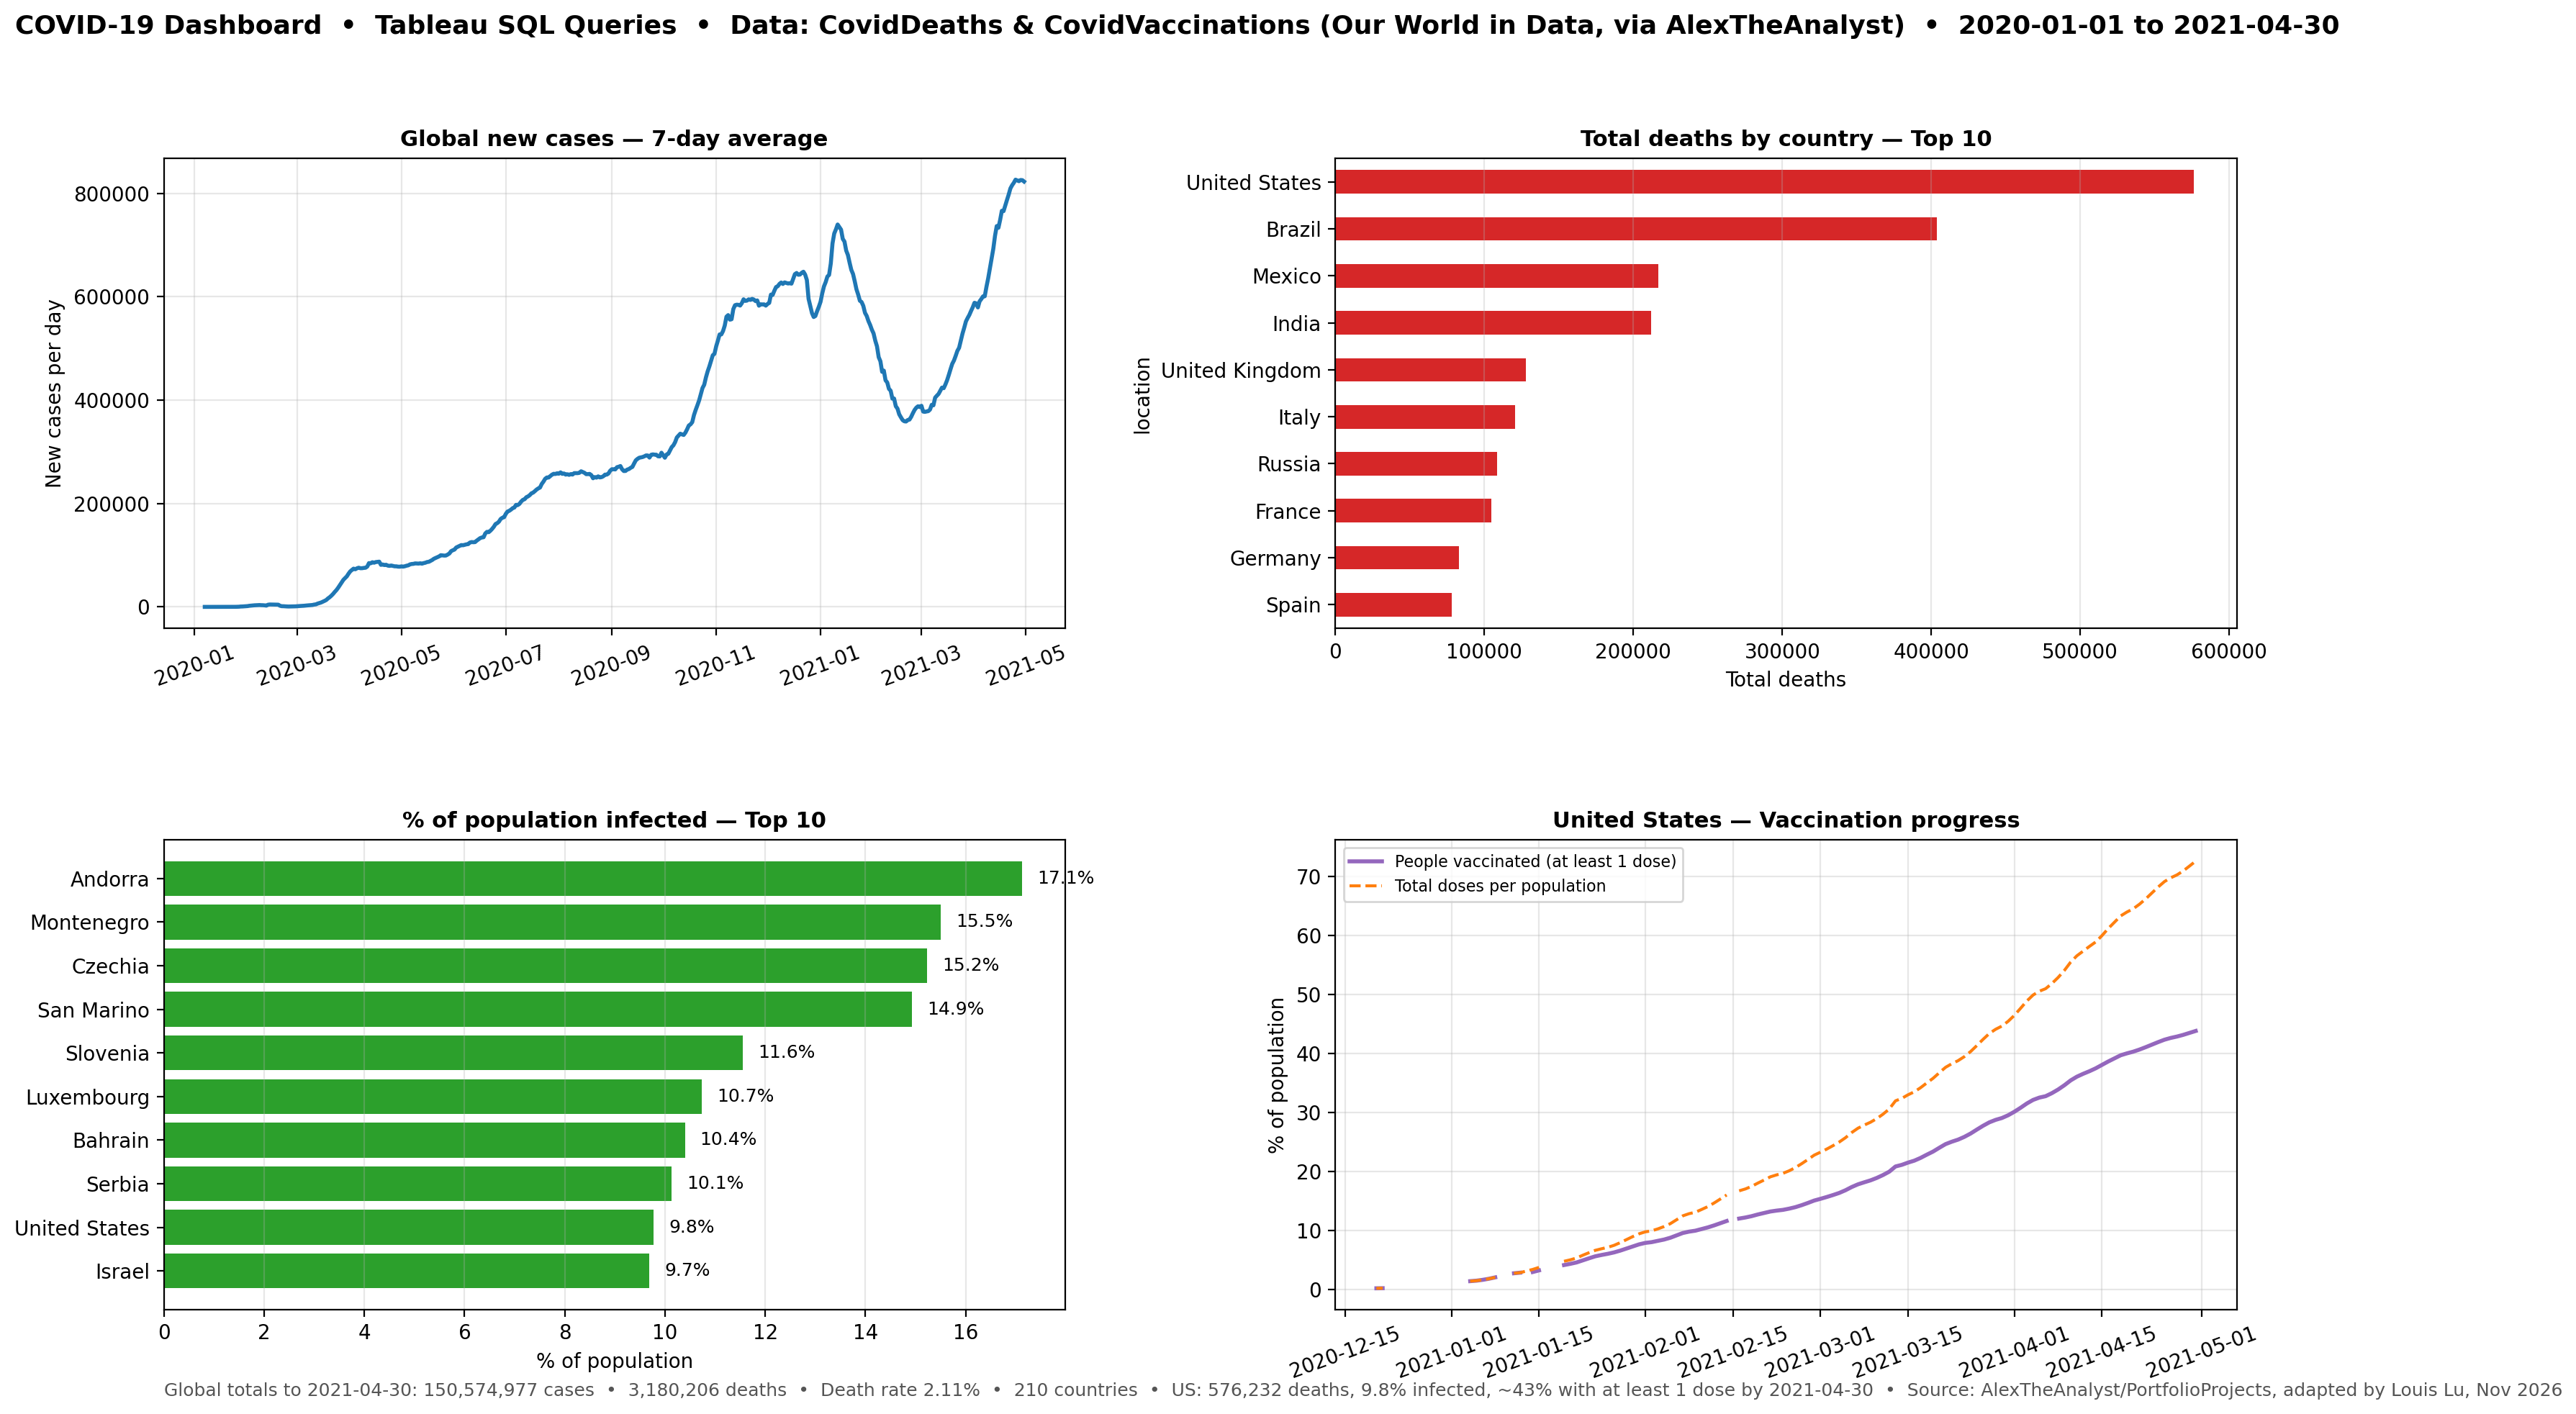 COVID-19 Dashboard • Tableau SQL Queries • Data: CovidDeaths & CovidVaccinations (Our World in Data, via AlexTheAnalyst) • 2020-01-01 to 2021-04-30
Global new cases — 7-day average
New cases per day
800000
600000
400000
200000
0
2020-01 2020-03 2020-05 2020-07 2020-09 2020-11 2021-01 2021-03 2021-05
Total deaths by country — Top 10
location
United States
Brazil
Mexico
India
United Kingdom
Italy
Russia
France
Germany
Spain
0 100000 200000 300000 400000 500000 600000
Total deaths
% of population infected — Top 10
Andorra 17.1%
Montenegro 15.5%
Czechia 15.2%
San Marino 14.9%
Slovenia 11.6%
Luxembourg 10.7%
Bahrain 10.4%
Serbia 10.1%
United States 9.8%
Israel 9.7%
0 2 4 6 8 10 12 14 16
% of population
United States — Vaccination progress
People vaccinated (at least 1 dose)
Total doses per population
% of population
70
60
50
40
30
20
10
0
2020-12-15 2021-01-01 2021-01-15 2021-02-01 2021-02-15 2021-03-01 2021-03-15 2021-04-01 2021-04-15 2021-05-01
Global totals to 2021-04-30: 150,574,977 cases • 3,180,206 deaths • Death rate 2.11% • 210 countries • US: 576,232 deaths, 9.8% infected, ~43% with at least 1 dose by 2021-04-30 • Source: AlexTheAnalyst/PortfolioProjects, adapted by Louis Lu, Nov 2026